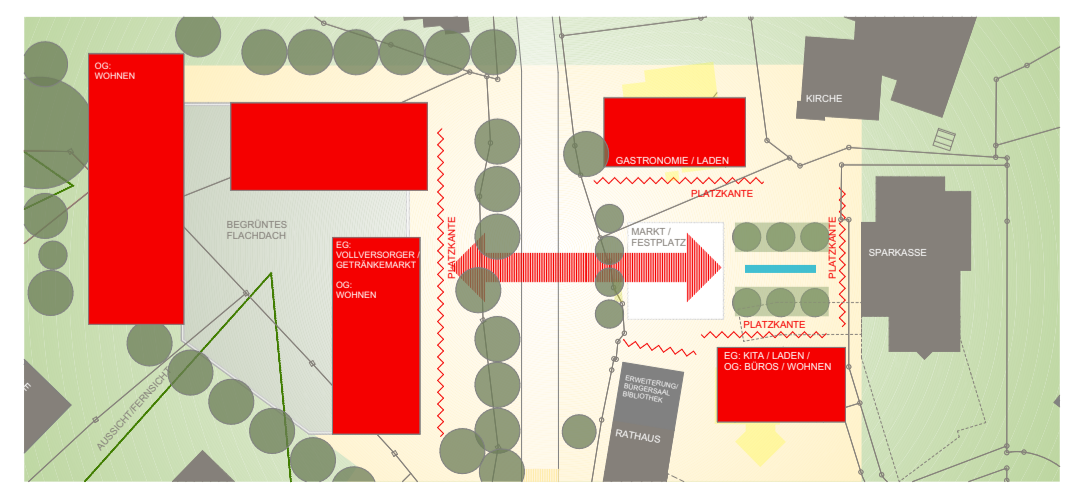 OG:
WOHNEN
KIRCHE
GASTRONOMIE / LADEN
PLATZKANTE
BEGRÜNTES
FLACHDACH
MARKT /
FESTPLATZ
EG:
VOLLVERSORGER /
GETRÄNKEMARKT
OG:
WOHNEN
PLATZKANTE
PLATZKANTE
SPARKASSE
PLATZKANTE
EG: KITA / LADEN /
OG: BÜROS / WOHNEN
AUSSICHT/FERNSICHT
ERWEITERUNG/
BÜRGERSAAL
BIBLIOTHEK
RATHAUS